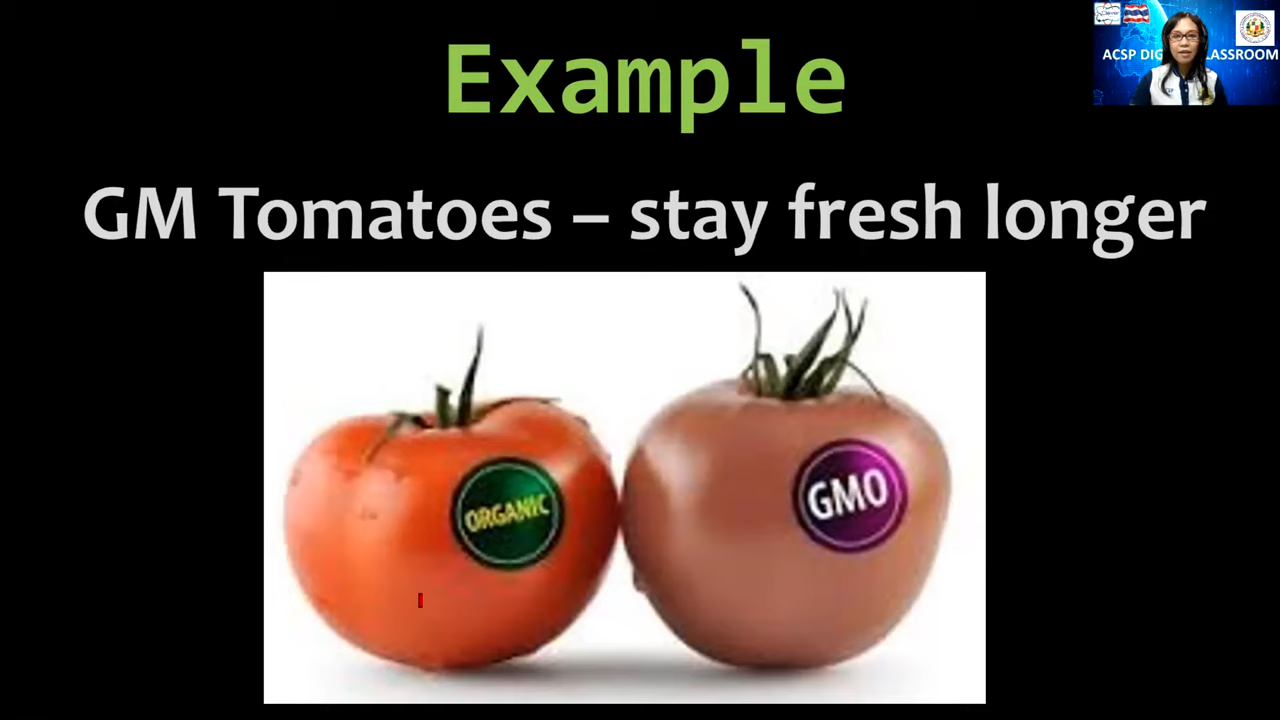 Example
ACSP DIG LASSROOM
GM Tomatoes – stay fresh longer
ORGANIC
GMO